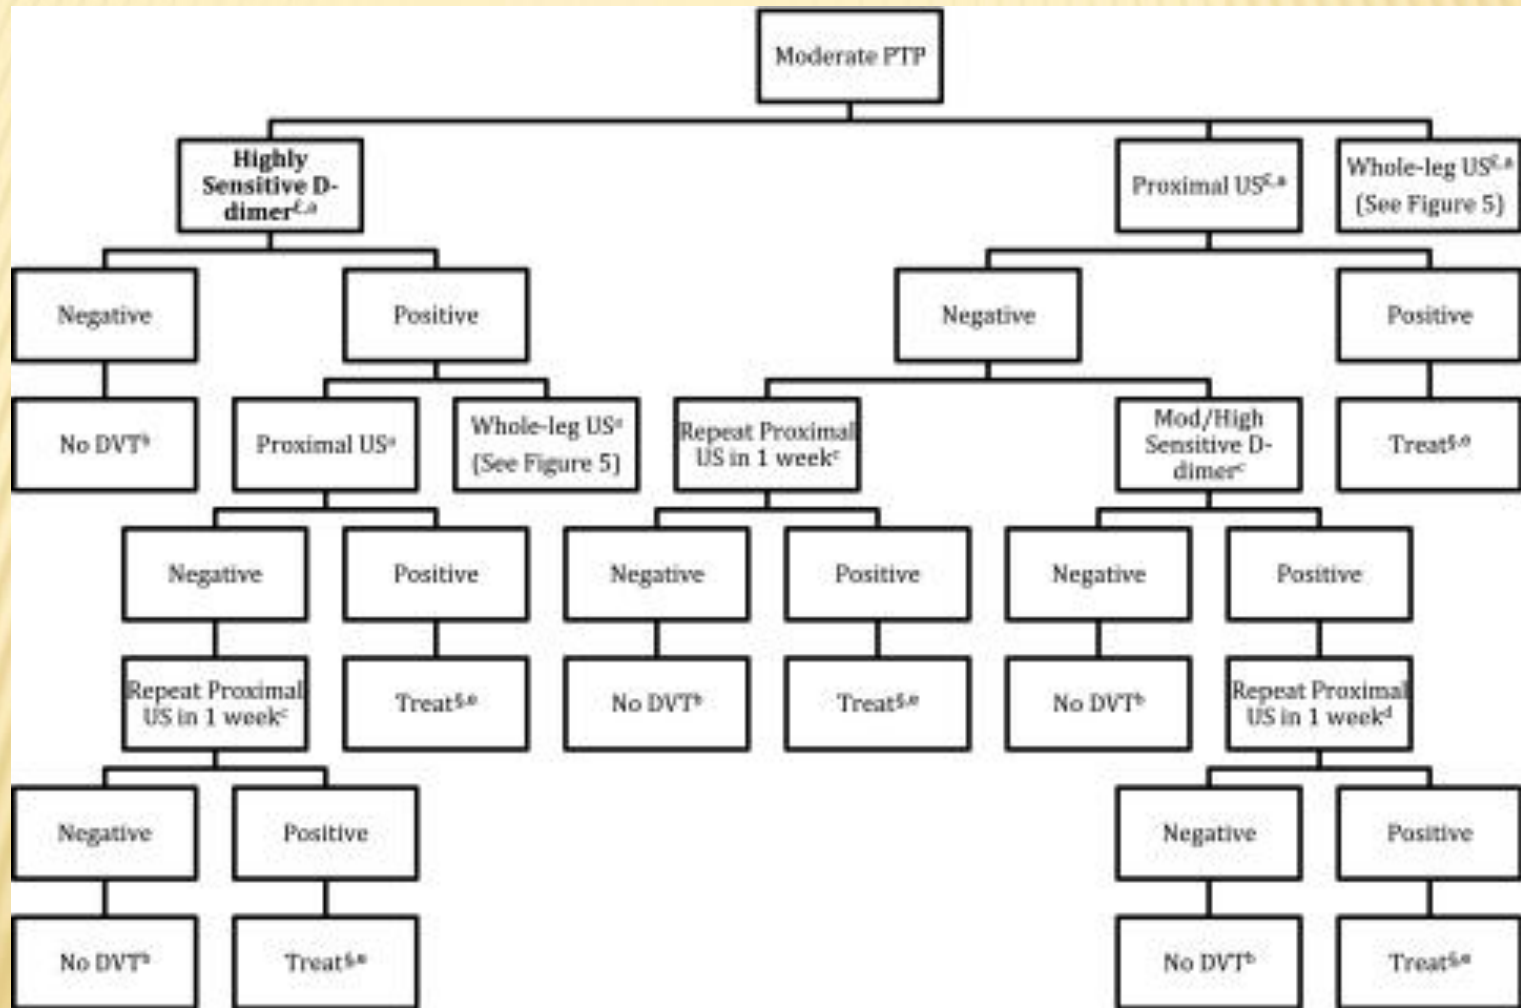 Moderate PTP
Highly
Sensitive D-
dimer£,a
Proximal US£,a
Whole-leg US£,a
(See Figure 5)
Negative
Positive
Negative
Positive
No DVTb
Proximal USa
Whole-leg USa
(See Figure 5)
Repeat Proximal
US in 1 weekc
Mod/High
Sensitive D-
dimerc
Treat§,e
Negative
Positive
Negative
Positive
Negative
Positive
Repeat Proximal
US in 1 weekc
Treat§,e
No DVTb
Treat§,e
No DVTb
Repeat Proximal
US in 1 weekd
Negative
Positive
Negative
Positive
No DVTb
Treat§,e
No DVTb
Treat§,e